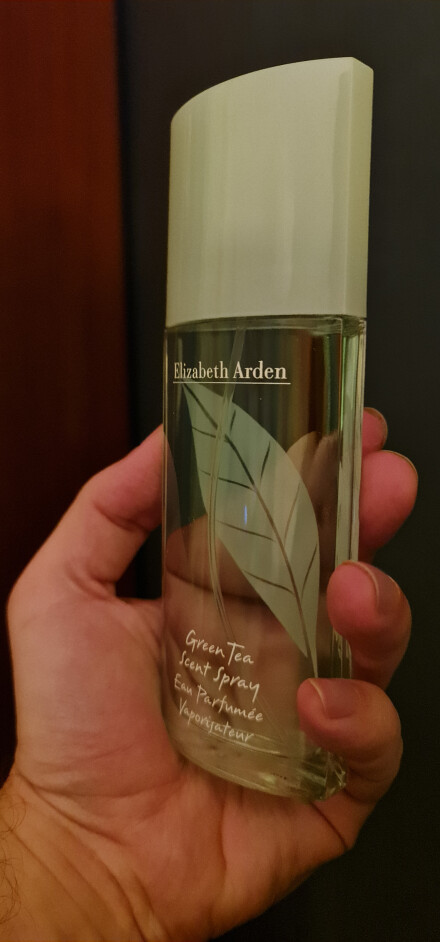 Elizabeth Arden
Green Tea
Scent Spray
Eau Parfumée
Vaporisateur